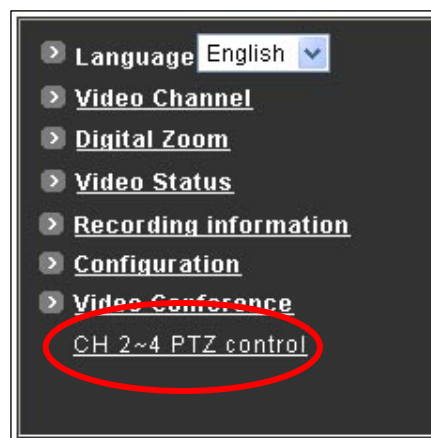 Language English
Video Channel
Digital Zoom
Video Status
Recording information
Configuration
Video Conference
CH 2~4 PTZ control